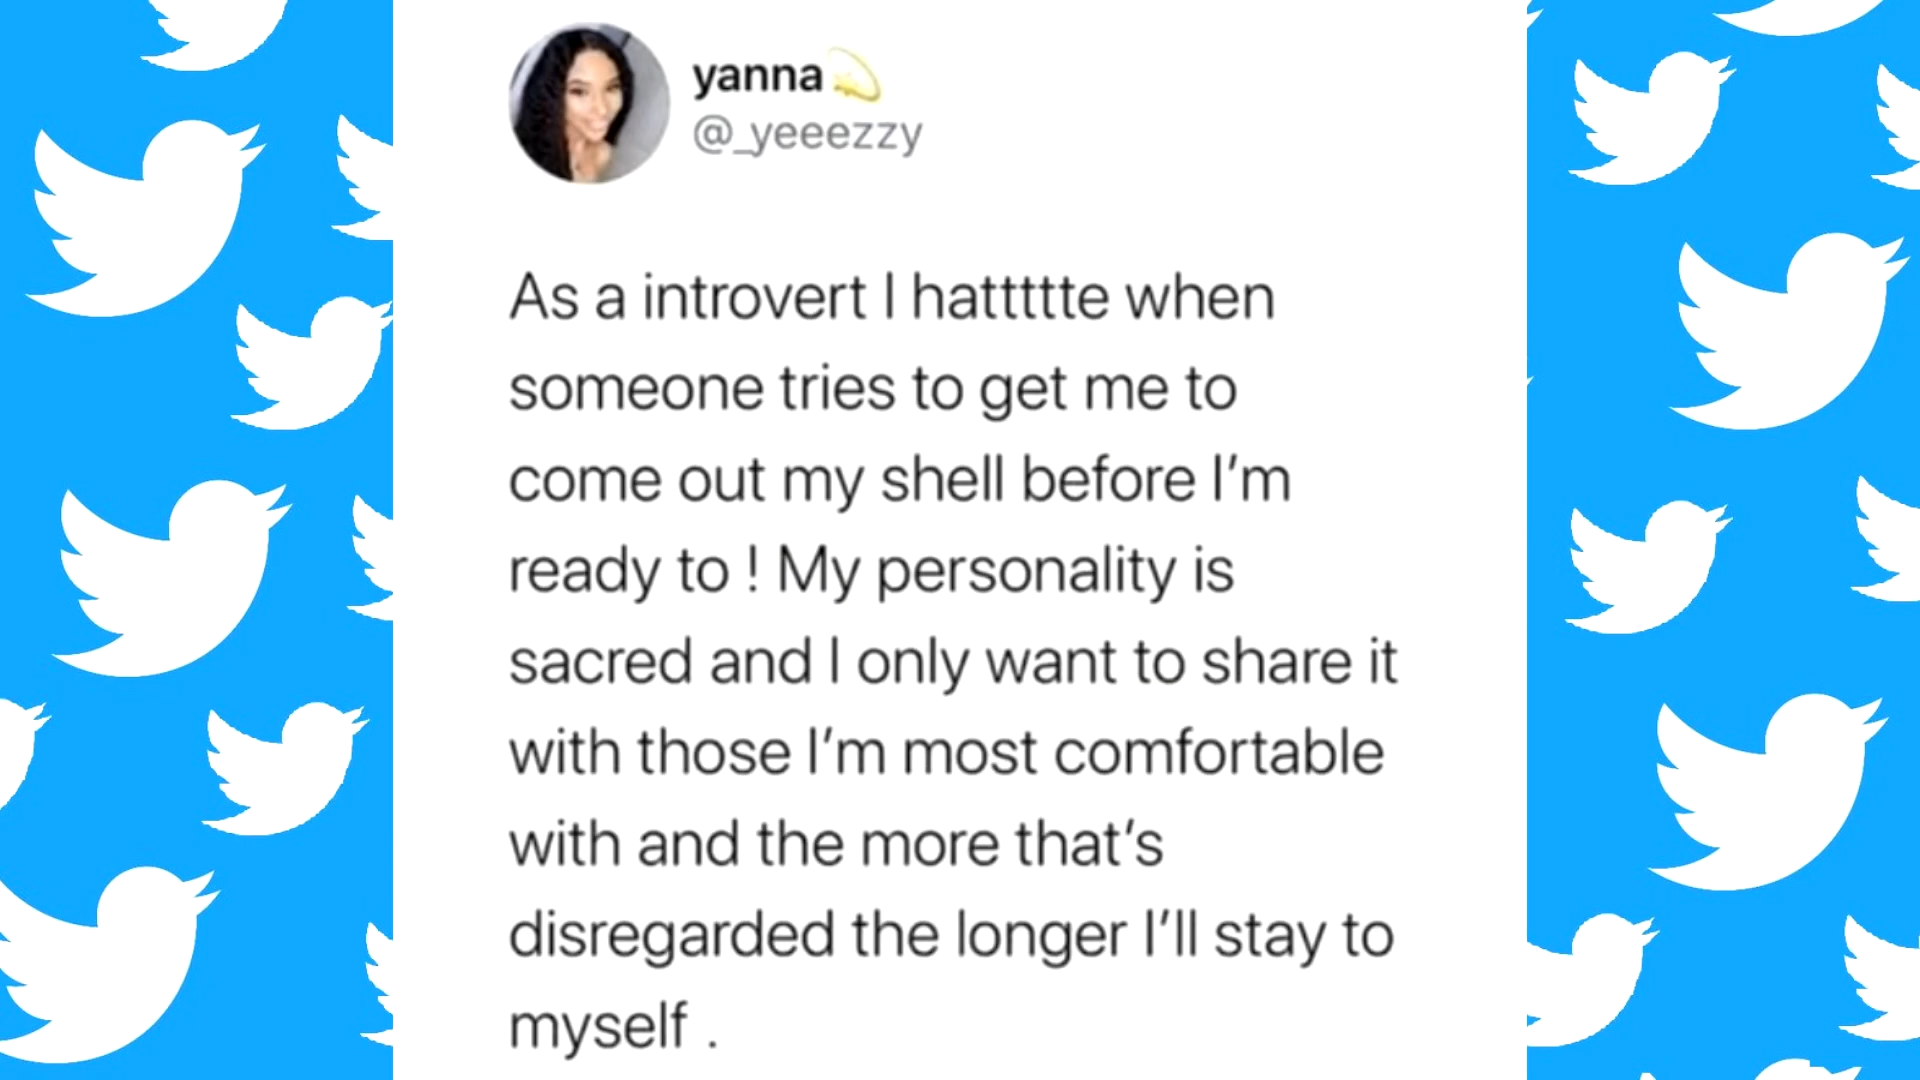 yanna💫
@_yeeezzy
As a introvert I hattttte when
someone tries to get me to
come out my shell before I’m
ready to ! My personality is
sacred and I only want to share it
with those I’m most comfortable
with and the more that’s
disregarded the longer I’ll stay to
myself .